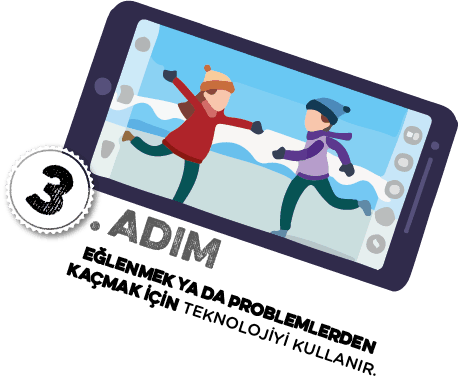 3. ADIM
EĞLENMEK YA DA PROBLEMLERDEN
KAÇMAK İÇİN TEKNOLOJİYİ KULLANIR.